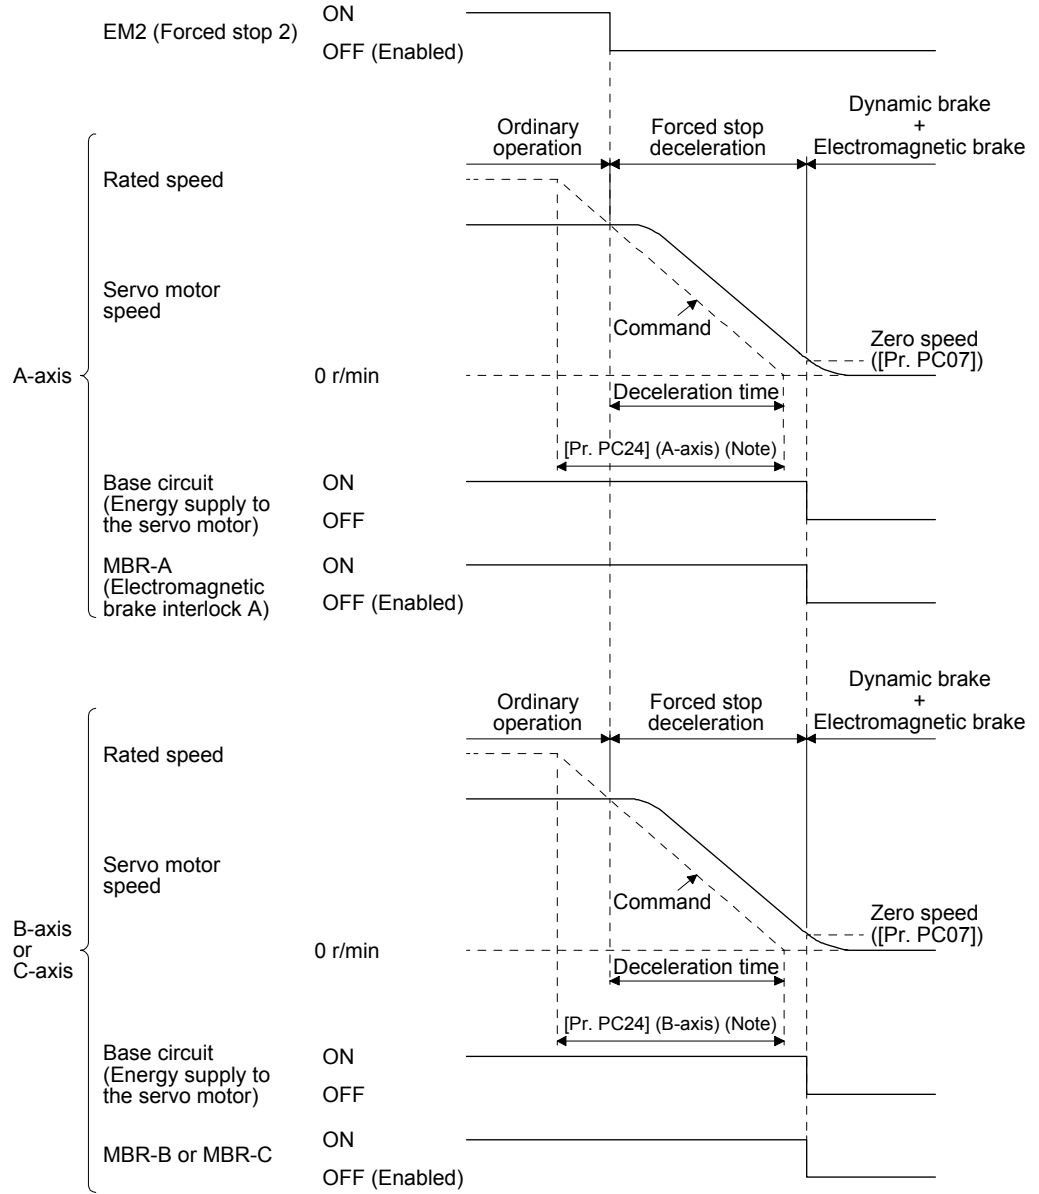 EM2 (Forced stop 2)
ON
OFF (Enabled)
Dynamic brake
+
Electromagnetic brake
Ordinary
operation
Forced stop
deceleration
Rated speed
Servo motor
speed
Command
Zero speed
([Pr. PC07])
A-axis
0 r/min
Deceleration time
[Pr. PC24] (A-axis) (Note)
Base circuit
(Energy supply to
the servo motor)
ON
OFF
MBR-A
(Electromagnetic
brake interlock A)
ON
OFF (Enabled)
Dynamic brake
+
Electromagnetic brake
Ordinary
operation
Forced stop
deceleration
Rated speed
Servo motor
speed
Command
Zero speed
([Pr. PC07])
B-axis
or
C-axis
0 r/min
Deceleration time
[Pr. PC24] (B-axis) (Note)
Base circuit
(Energy supply to
the servo motor)
ON
OFF
MBR-B or MBR-C
ON
OFF (Enabled)